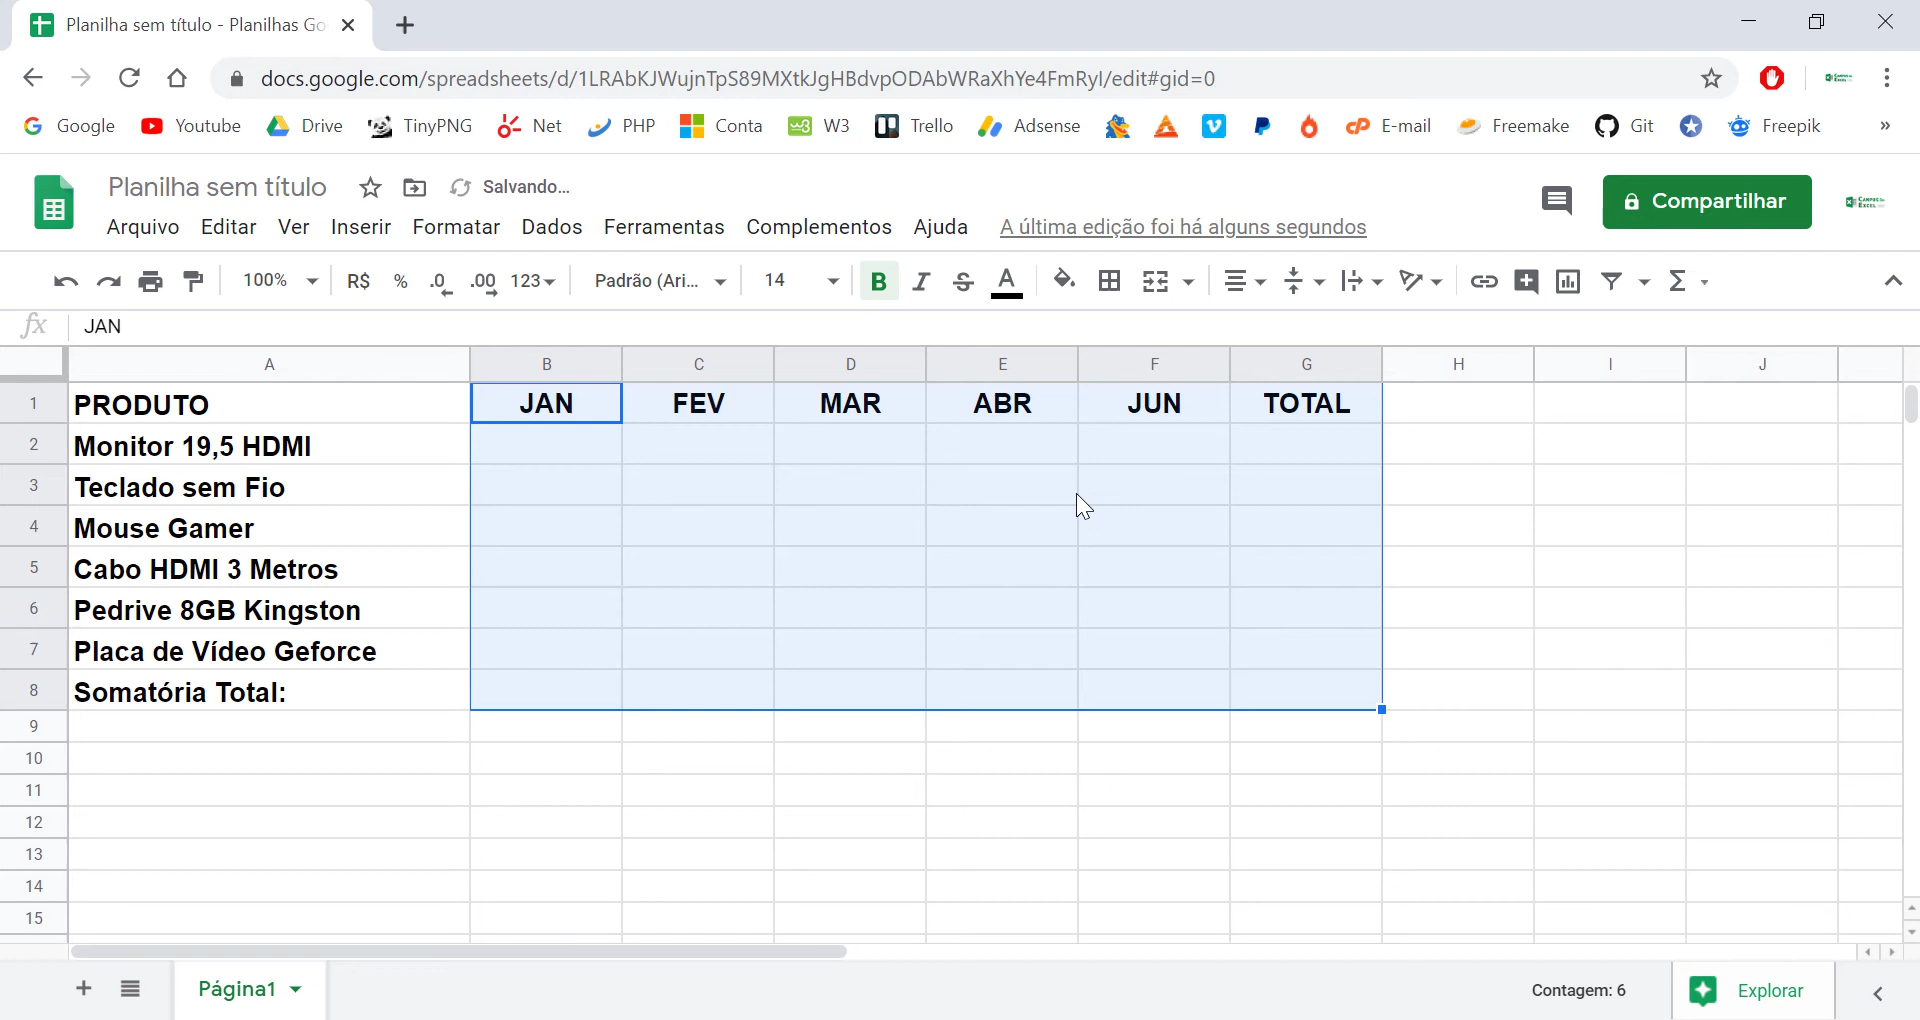 Planilha sem título - Planilhas Go
docs.google.com/spreadsheets/d/1LRAbKJWujnTpS89MXtkJgHBdvpODAbWRaXhYe4FmRyI/edit#gid=0
Google Youtube Drive TinyPNG Net PHP Conta W3 Trello Adsense E-mail Freemake Git Freepik »
Planilha sem título Salvando...
Arquivo Editar Ver Inserir Formatar Dados Ferramentas Complementos Ajuda A última edição foi há alguns segundos
Compartilhar
100% R$ % .0 .00 123 Padrão (Ari... 14 B I S A Σ
fx JAN
A B C D E F G H I J
1 PRODUTO JAN FEV MAR ABR JUN TOTAL
2 Monitor 19,5 HDMI
3 Teclado sem Fio
4 Mouse Gamer
5 Cabo HDMI 3 Metros
6 Pedrive 8GB Kingston
7 Placa de Vídeo Geforce
8 Somatória Total:
9
10
11
12
13
14
15
Página1 Contagem: 6 Explorar